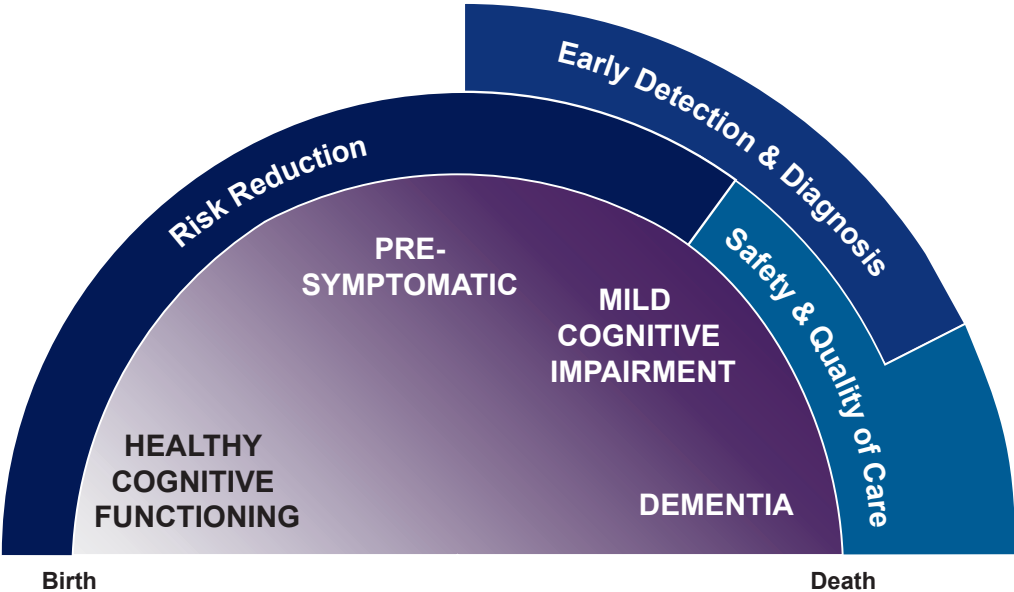 Early Detection & Diagnosis
Risk Reduction
Safety & Quality of Care
PRE-
SYMPTOMATIC
MILD
COGNITIVE
IMPAIRMENT
HEALTHY
COGNITIVE
FUNCTIONING
DEMENTIA
Birth
Death